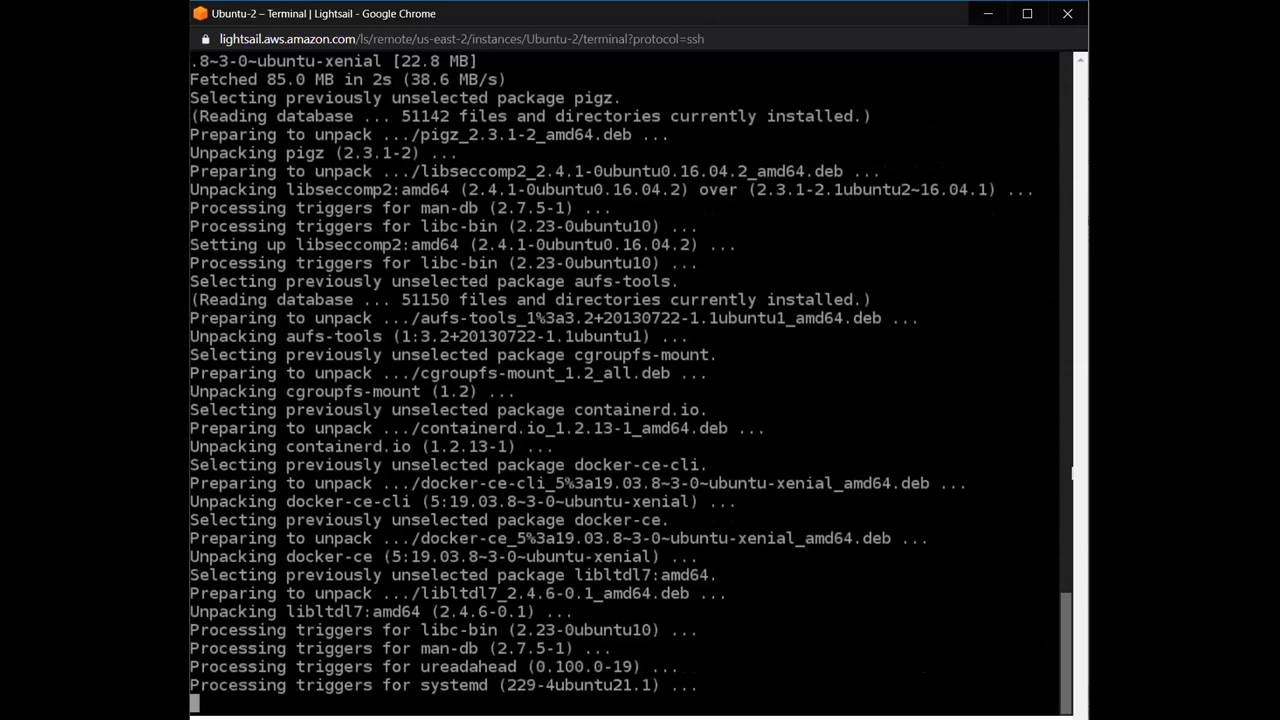 Ubuntu-2 – Terminal | Lightsail - Google Chrome
lightsail.aws.amazon.com/ls/remote/us-east-2/instances/Ubuntu-2/terminal?protocol=ssh
.8~3-0~ubuntu-xenial [22.8 MB]
Fetched 85.0 MB in 2s (38.6 MB/s)
Selecting previously unselected package pigz.
(Reading database ... 51142 files and directories currently installed.)
Preparing to unpack .../pigz_2.3.1-2_amd64.deb ...
Unpacking pigz (2.3.1-2) ...
Preparing to unpack .../libseccomp2_2.4.1-0ubuntu0.16.04.2_amd64.deb ...
Unpacking libseccomp2:amd64 (2.4.1-0ubuntu0.16.04.2) over (2.3.1-2.1ubuntu2~16.04.1) ...
Processing triggers for man-db (2.7.5-1) ...
Processing triggers for libc-bin (2.23-0ubuntu10) ...
Setting up libseccomp2:amd64 (2.4.1-0ubuntu0.16.04.2) ...
Processing triggers for libc-bin (2.23-0ubuntu10) ...
Selecting previously unselected package aufs-tools.
(Reading database ... 51150 files and directories currently installed.)
Preparing to unpack .../aufs-tools_1%3a3.2+20130722-1.1ubuntu1_amd64.deb ...
Unpacking aufs-tools (1:3.2+20130722-1.1ubuntu1) ...
Selecting previously unselected package cgroupfs-mount.
Preparing to unpack .../cgroupfs-mount_1.2_all.deb ...
Unpacking cgroupfs-mount (1.2) ...
Selecting previously unselected package containerd.io.
Preparing to unpack .../containerd.io_1.2.13-1_amd64.deb ...
Unpacking containerd.io (1.2.13-1) ...
Selecting previously unselected package docker-ce-cli.
Preparing to unpack .../docker-ce-cli_5%3a19.03.8~3-0~ubuntu-xenial_amd64.deb ...
Unpacking docker-ce-cli (5:19.03.8~3-0~ubuntu-xenial) ...
Selecting previously unselected package docker-ce.
Preparing to unpack .../docker-ce_5%3a19.03.8~3-0~ubuntu-xenial_amd64.deb ...
Unpacking docker-ce (5:19.03.8~3-0~ubuntu-xenial) ...
Selecting previously unselected package libltdl7:amd64.
Preparing to unpack .../libltdl7_2.4.6-0.1_amd64.deb ...
Unpacking libltdl7:amd64 (2.4.6-0.1) ...
Processing triggers for libc-bin (2.23-0ubuntu10) ...
Processing triggers for man-db (2.7.5-1) ...
Processing triggers for ureadahead (0.100.0-19) ...
Processing triggers for systemd (229-4ubuntu21.1) ...